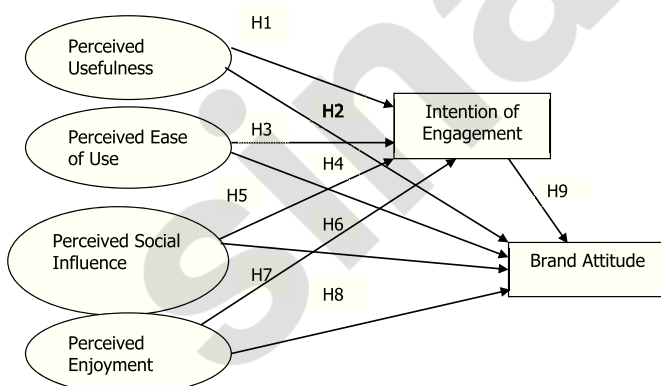 H1
Perceived
Usefulness
H2
Intention of
Engagement
H3
Perceived Ease
of Use
H4
H5
H9
Perceived Social
Influence
H6
Brand Attitude
H7
H8
Perceived
Enjoyment